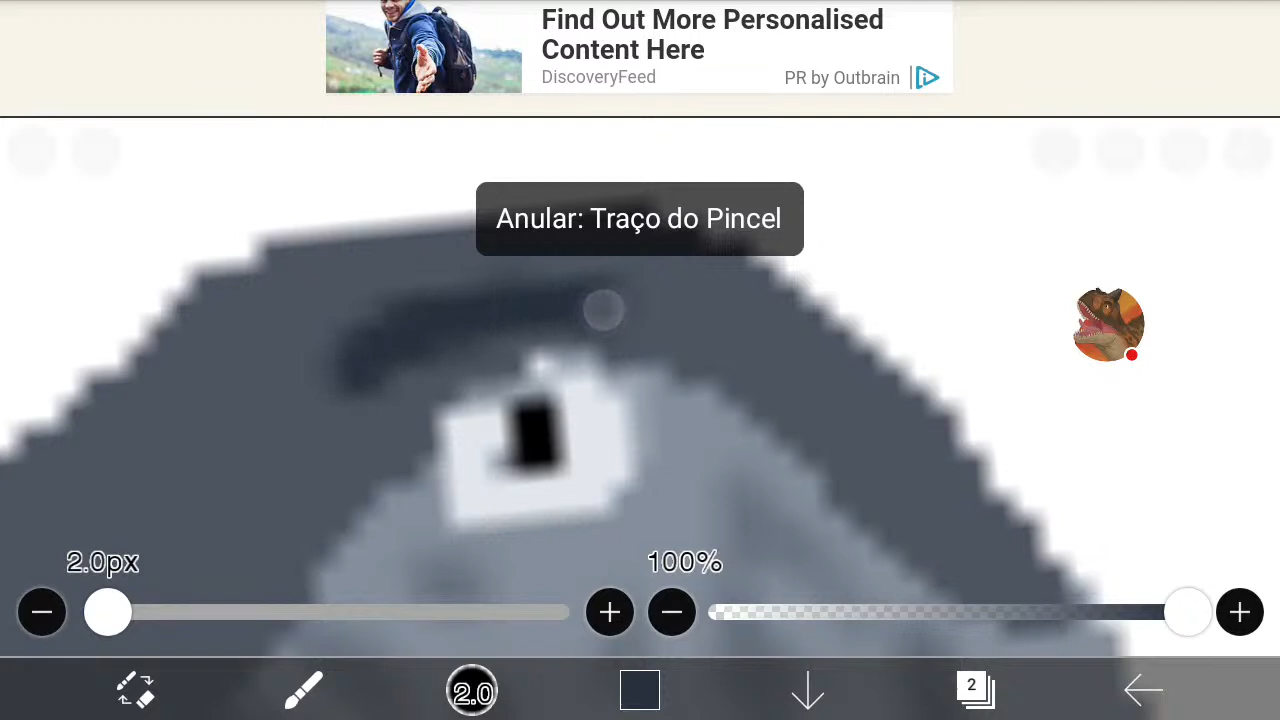 Find Out More Personalised
Content Here
DiscoveryFeed
PR by Outbrain
Anular: Traço do Pincel
2.0px
100%
2.0
2